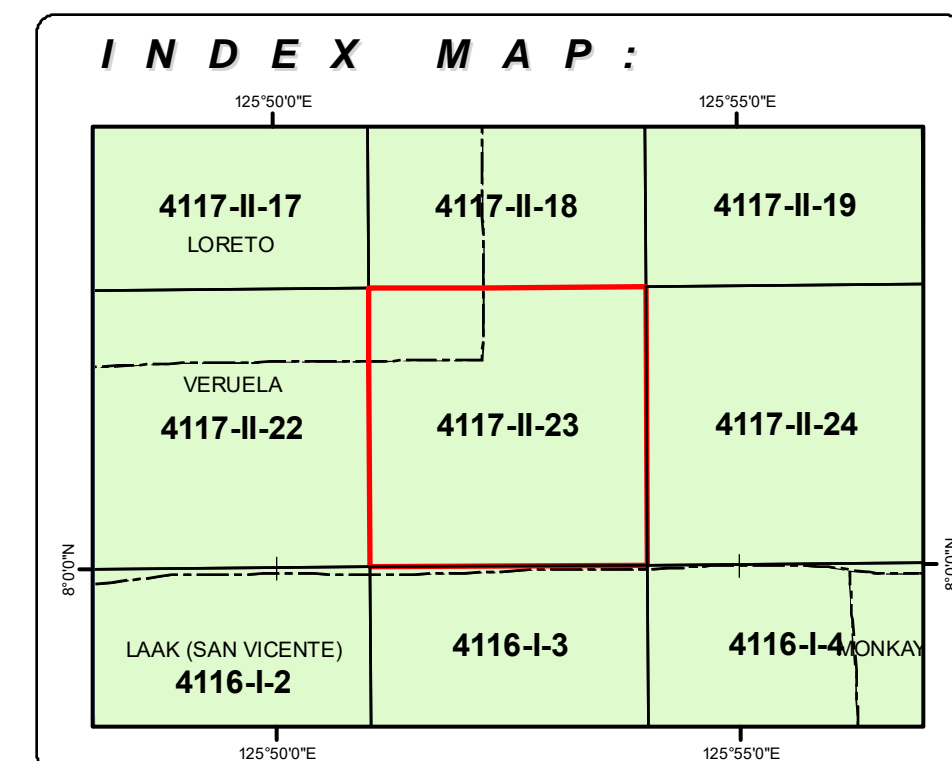 INDEX MAP:
125°50'0"E 125°55'0"E
4117-II-17 4117-II-18 4117-II-19
LORETO
VERUELA
4117-II-22 4117-II-23 4117-II-24
8°0'0"N 8°0'0"N
LAAK (SAN VICENTE) 4116-I-3 4116-I-4 MONKAY
4116-I-2
125°50'0"E 125°55'0"E